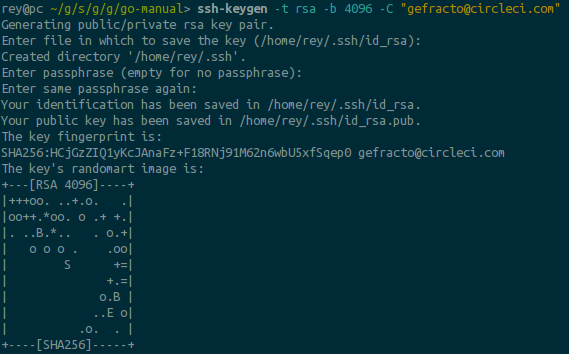 rey@pc ~/g/s/g/g/go-manual> ssh-keygen -t rsa -b 4096 -C "gefracto@circleci.com"
Generating public/private rsa key pair.
Enter file in which to save the key (/home/rey/.ssh/id_rsa):
Created directory '/home/rey/.ssh'.
Enter passphrase (empty for no passphrase):
Enter same passphrase again:
Your identification has been saved in /home/rey/.ssh/id_rsa.
Your public key has been saved in /home/rey/.ssh/id_rsa.pub.
The key fingerprint is:
SHA256:HCjGzZIQ1yKcJAnaFz+F18RNj91M62n6wbU5xfSqep0 gefracto@circleci.com
The key's randomart image is:
+---[RSA 4096]----+
|+++oo. ..+.o.   .|
|oo++.*oo. o .+ +.|
|. ..B.*..   . o.+|
|   o o o .    .oo|
|        S      +=|
|              +.=|
|             o.B |
|            ..E o|
|          .o.  . |
+----[SHA256]-----+